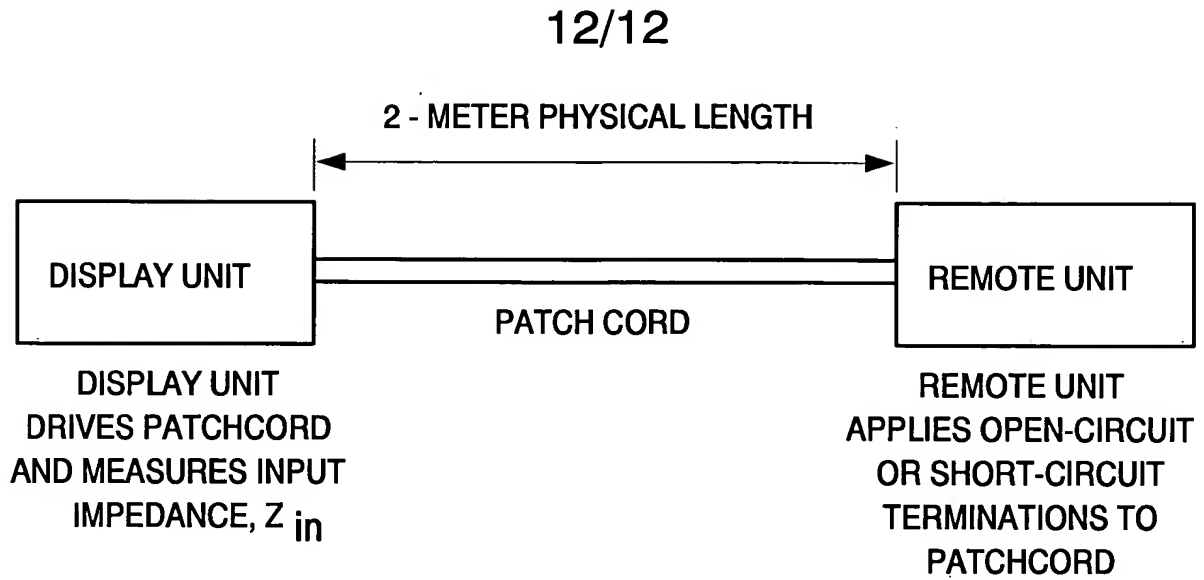 12/12
2 - METER PHYSICAL LENGTH
DISPLAY UNIT
REMOTE UNIT
PATCH CORD
DISPLAY UNIT
DRIVES PATCHCORD
AND MEASURES INPUT
IMPEDANCE, Z in
REMOTE UNIT
APPLIES OPEN-CIRCUIT
OR SHORT-CIRCUIT
TERMINATIONS TO
PATCHCORD